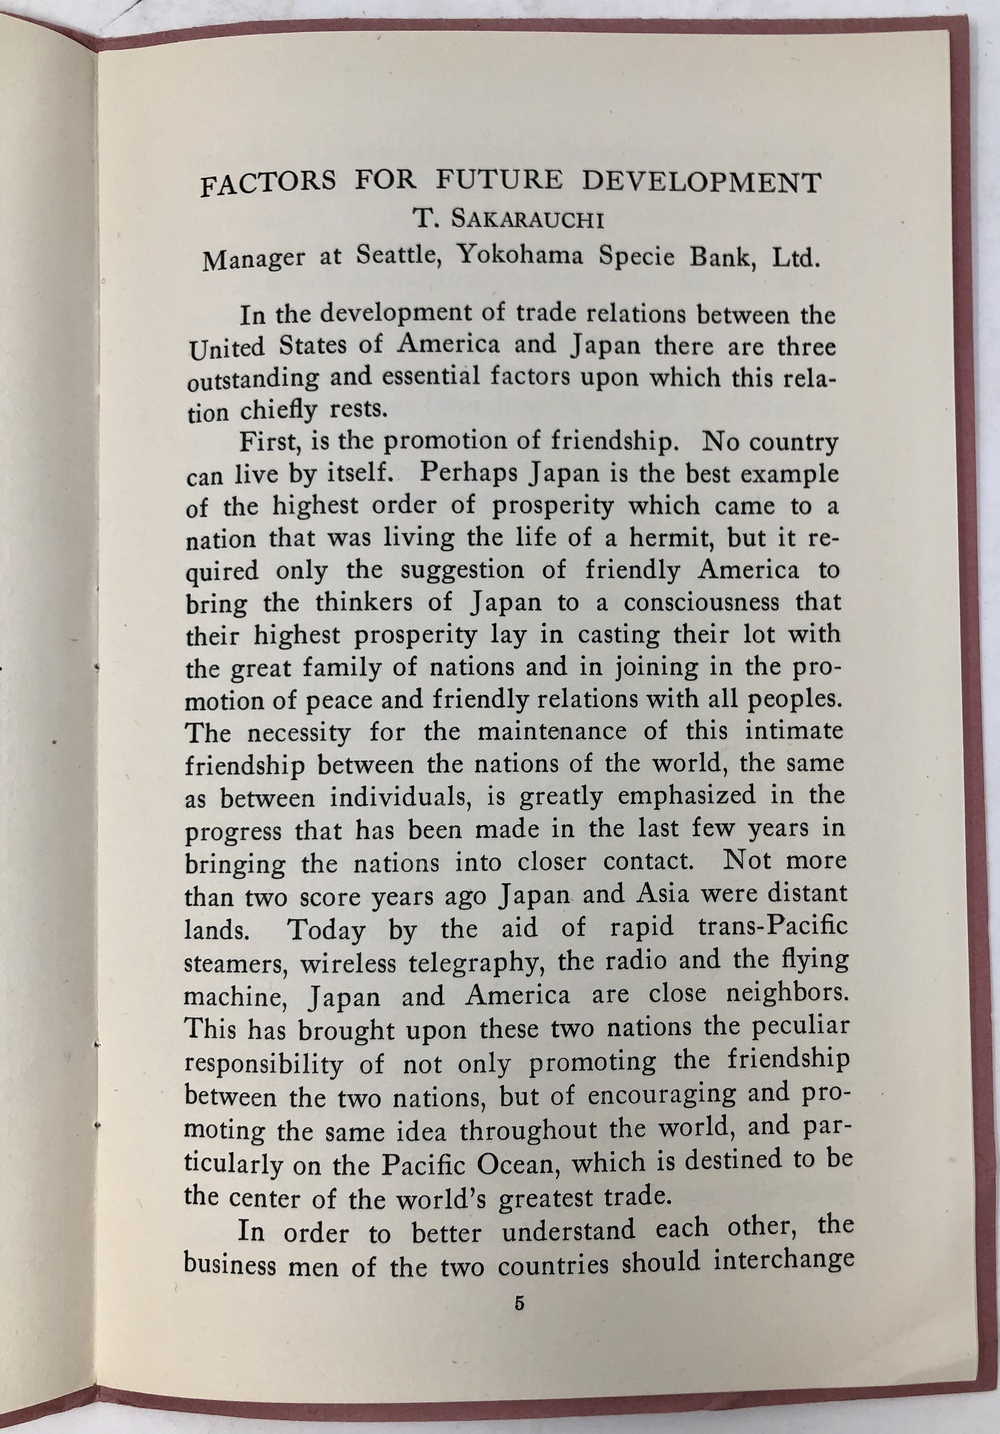 FACTORS FOR FUTURE DEVELOPMENT
T. SAKARAUCHI
Manager at Seattle, Yokohama Specie Bank, Ltd.
In the development of trade relations between the
United States of America and Japan there are three
outstanding and essential factors upon which this rela-
tion chiefly rests.
First, is the promotion of friendship. No country
can live by itself. Perhaps Japan is the best example
of the highest order of prosperity which came to a
nation that was living the life of a hermit, but it re-
quired only the suggestion of friendly America to
bring the thinkers of Japan to a consciousness that
their highest prosperity lay in casting their lot with
the great family of nations and in joining in the pro-
motion of peace and friendly relations with all peoples.
The necessity for the maintenance of this intimate
friendship between the nations of the world, the same
as between individuals, is greatly emphasized in the
progress that has been made in the last few years in
bringing the nations into closer contact. Not more
than two score years ago Japan and Asia were distant
lands. Today by the aid of rapid trans-Pacific
steamers, wireless telegraphy, the radio and the flying
machine, Japan and America are close neighbors.
This has brought upon these two nations the peculiar
responsibility of not only promoting the friendship
between the two nations, but of encouraging and pro-
moting the same idea throughout the world, and par-
ticularly on the Pacific Ocean, which is destined to be
the center of the world's greatest trade.
In order to better understand each other, the
business men of the two countries should interchange
5